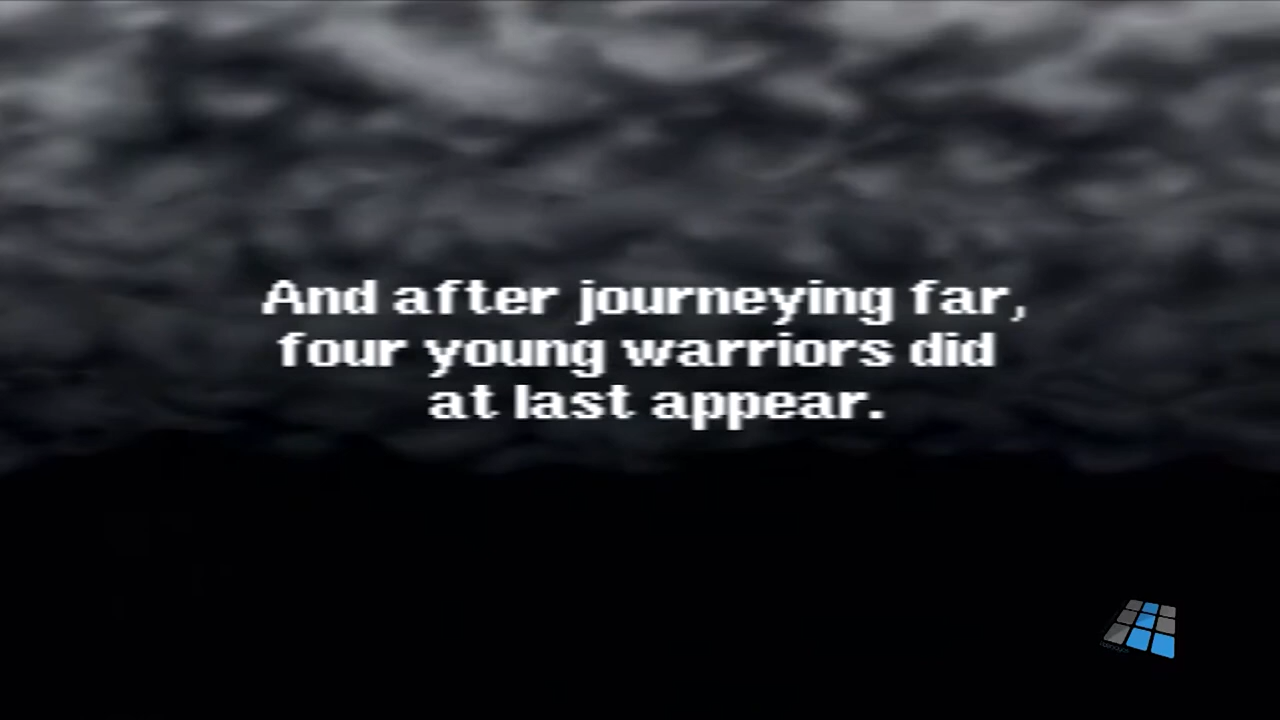 And after journeying far,
four young warriors did
at last appear.